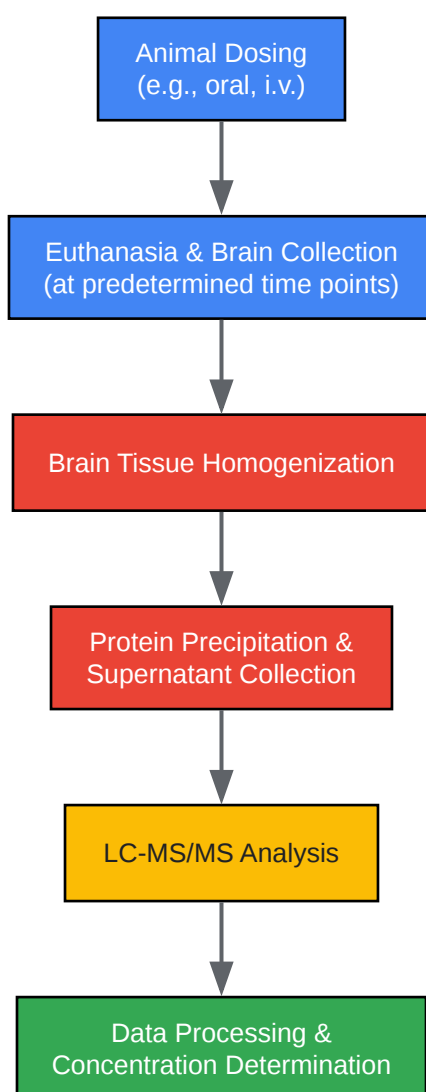 Animal Dosing
(e.g., oral, i.v.)
Euthanasia & Brain Collection
(at predetermined time points)
Brain Tissue Homogenization
Protein Precipitation &
Supernatant Collection
LC-MS/MS Analysis
Data Processing &
Concentration Determination